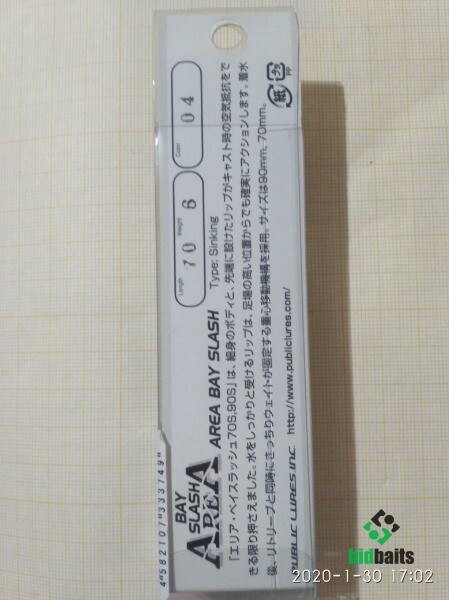 BAY
SLASH
AREA
AREA BAY SLASH
Type: Sinking
Length
70
Weight
6
Color
04
「エリア・ベイスラッシュ70S.90S」は、細身のボディと、先端に設けたリップがキャスト時の空気抵抗をで
きる限り押さえました。水をしっかりと受けるリップは、足場の高い位置からでも確実にアクションします。着水
後、リトリーブと同時にきっちりウェイトが固定する重心移動機構を採用。サイズは90mm、70mm。
PUBLIC LURES INC.
http://www.publiclures.com/
紙
プラ
PP
4582107333749
bidbaits
2020-1-30 17:02